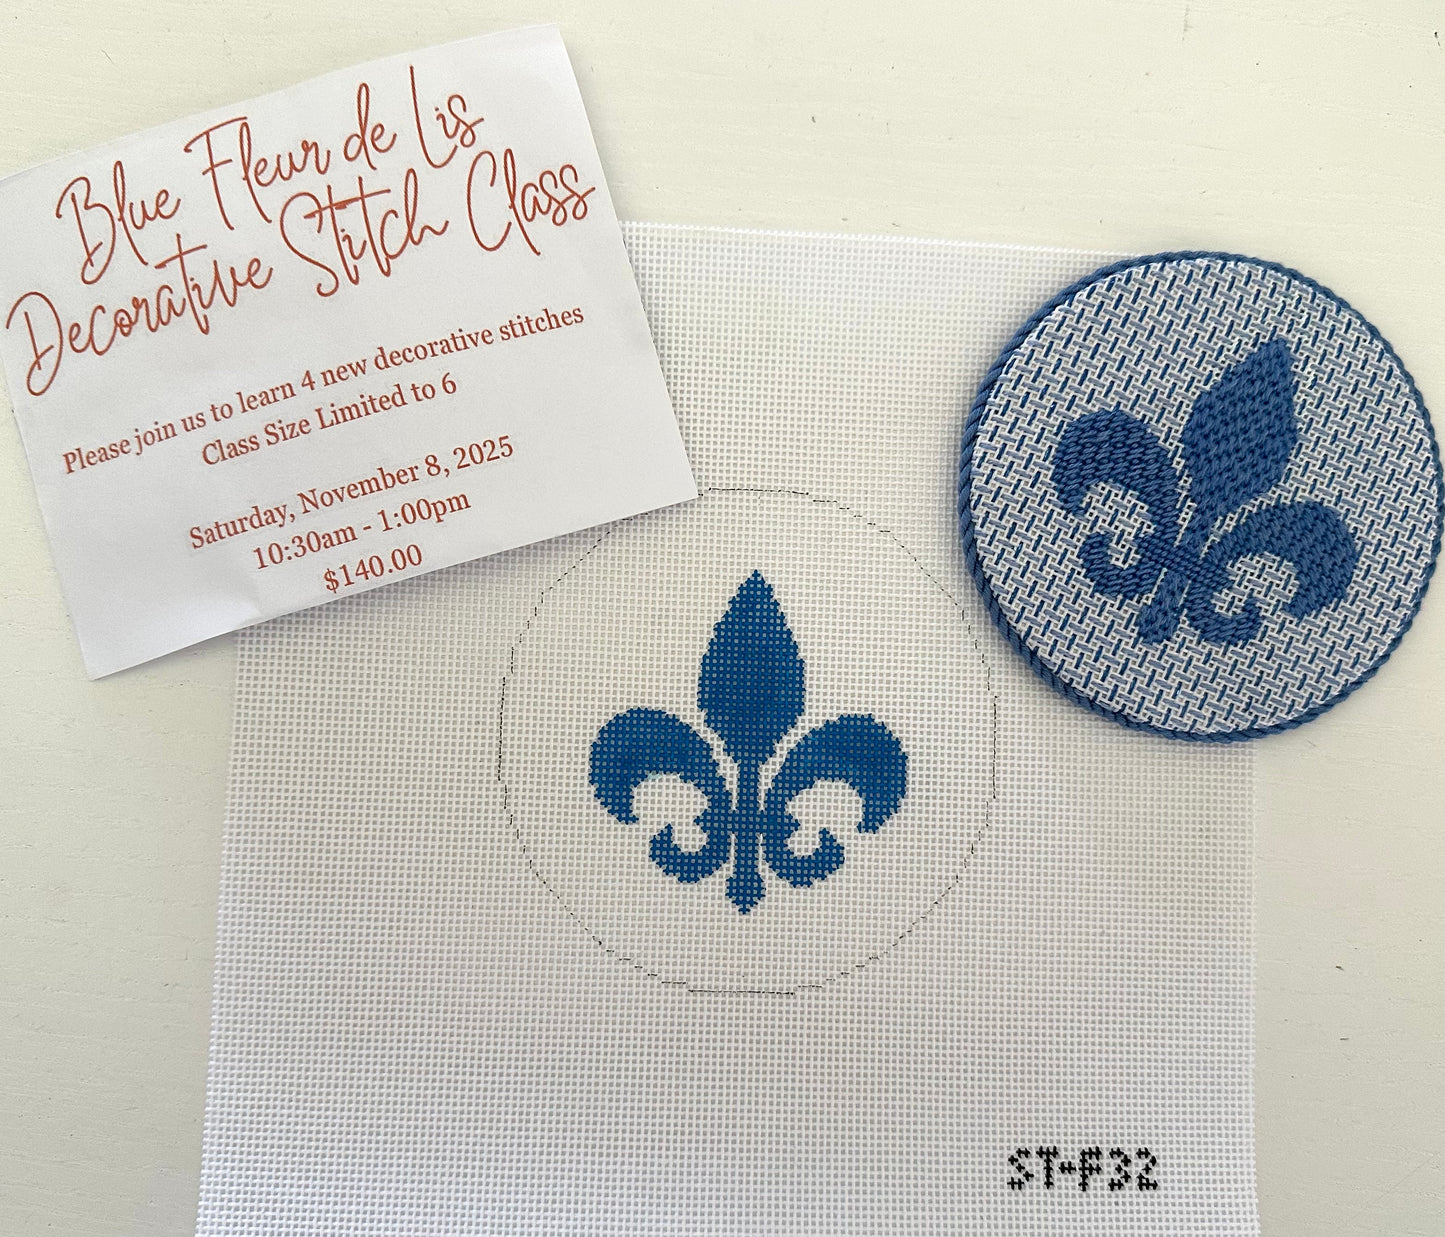 Blue Fleur de Lis
Decorative Stitch Class
Please join us to learn 4 new decorative stitches
Class Size Limited to 6
Saturday, November 8, 2025
10:30am - 1:00pm
$140.00
ST-F32